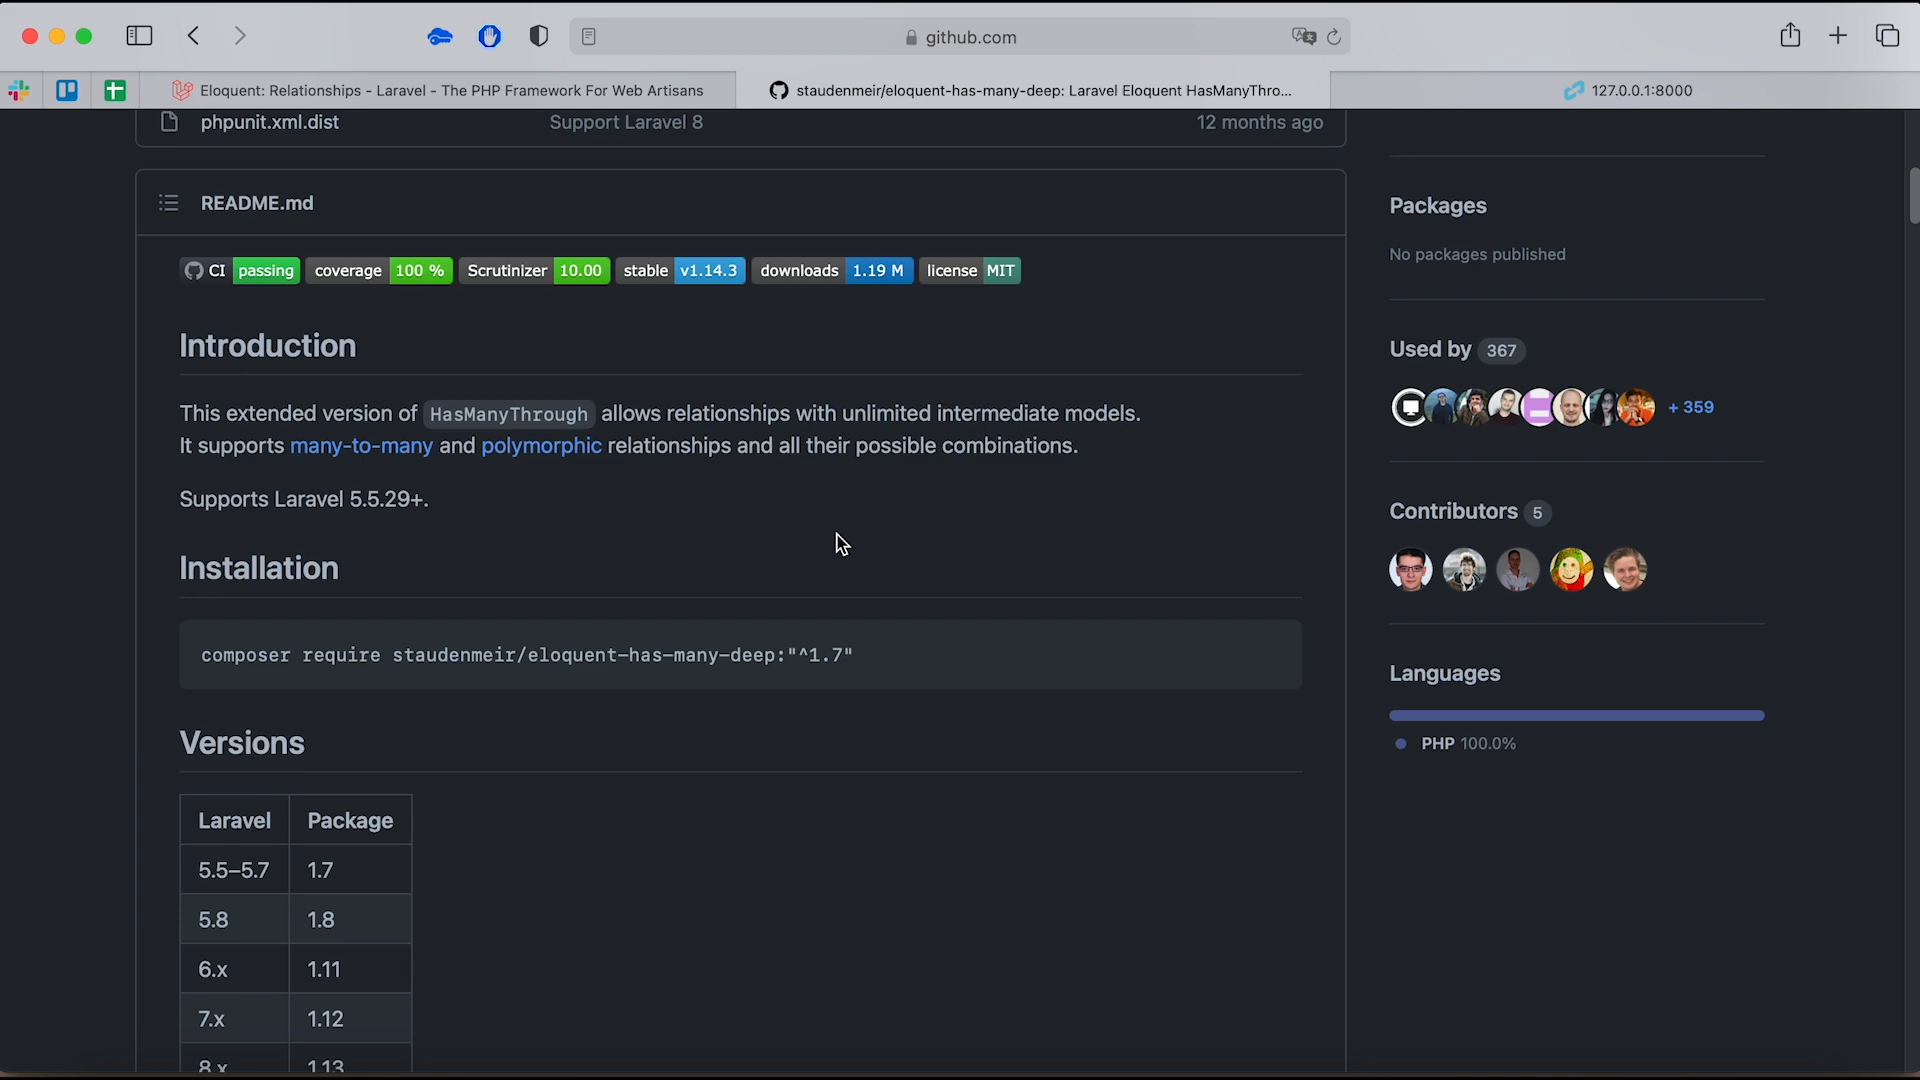 github.com
Eloquent: Relationships - Laravel - The PHP Framework For Web Artisans
staudenmeir/eloquent-has-many-deep: Laravel Eloquent HasManyThro...
127.0.0.1:8000
phpunit.xml.dist
Support Laravel 8
12 months ago
README.md
CI passing coverage 100 % Scrutinizer 10.00 stable v1.14.3 downloads 1.19 M license MIT
Introduction
This extended version of HasManyThrough allows relationships with unlimited intermediate models.
It supports many-to-many and polymorphic relationships and all their possible combinations.
Supports Laravel 5.5.29+.
Installation
composer require staudenmeir/eloquent-has-many-deep:"^1.7"
Versions
Laravel Package
5.5–5.7 1.7
5.8 1.8
6.x 1.11
7.x 1.12
8.x 1.13
Packages
No packages published
Used by 367
+ 359
Contributors 5
Languages
PHP 100.0%